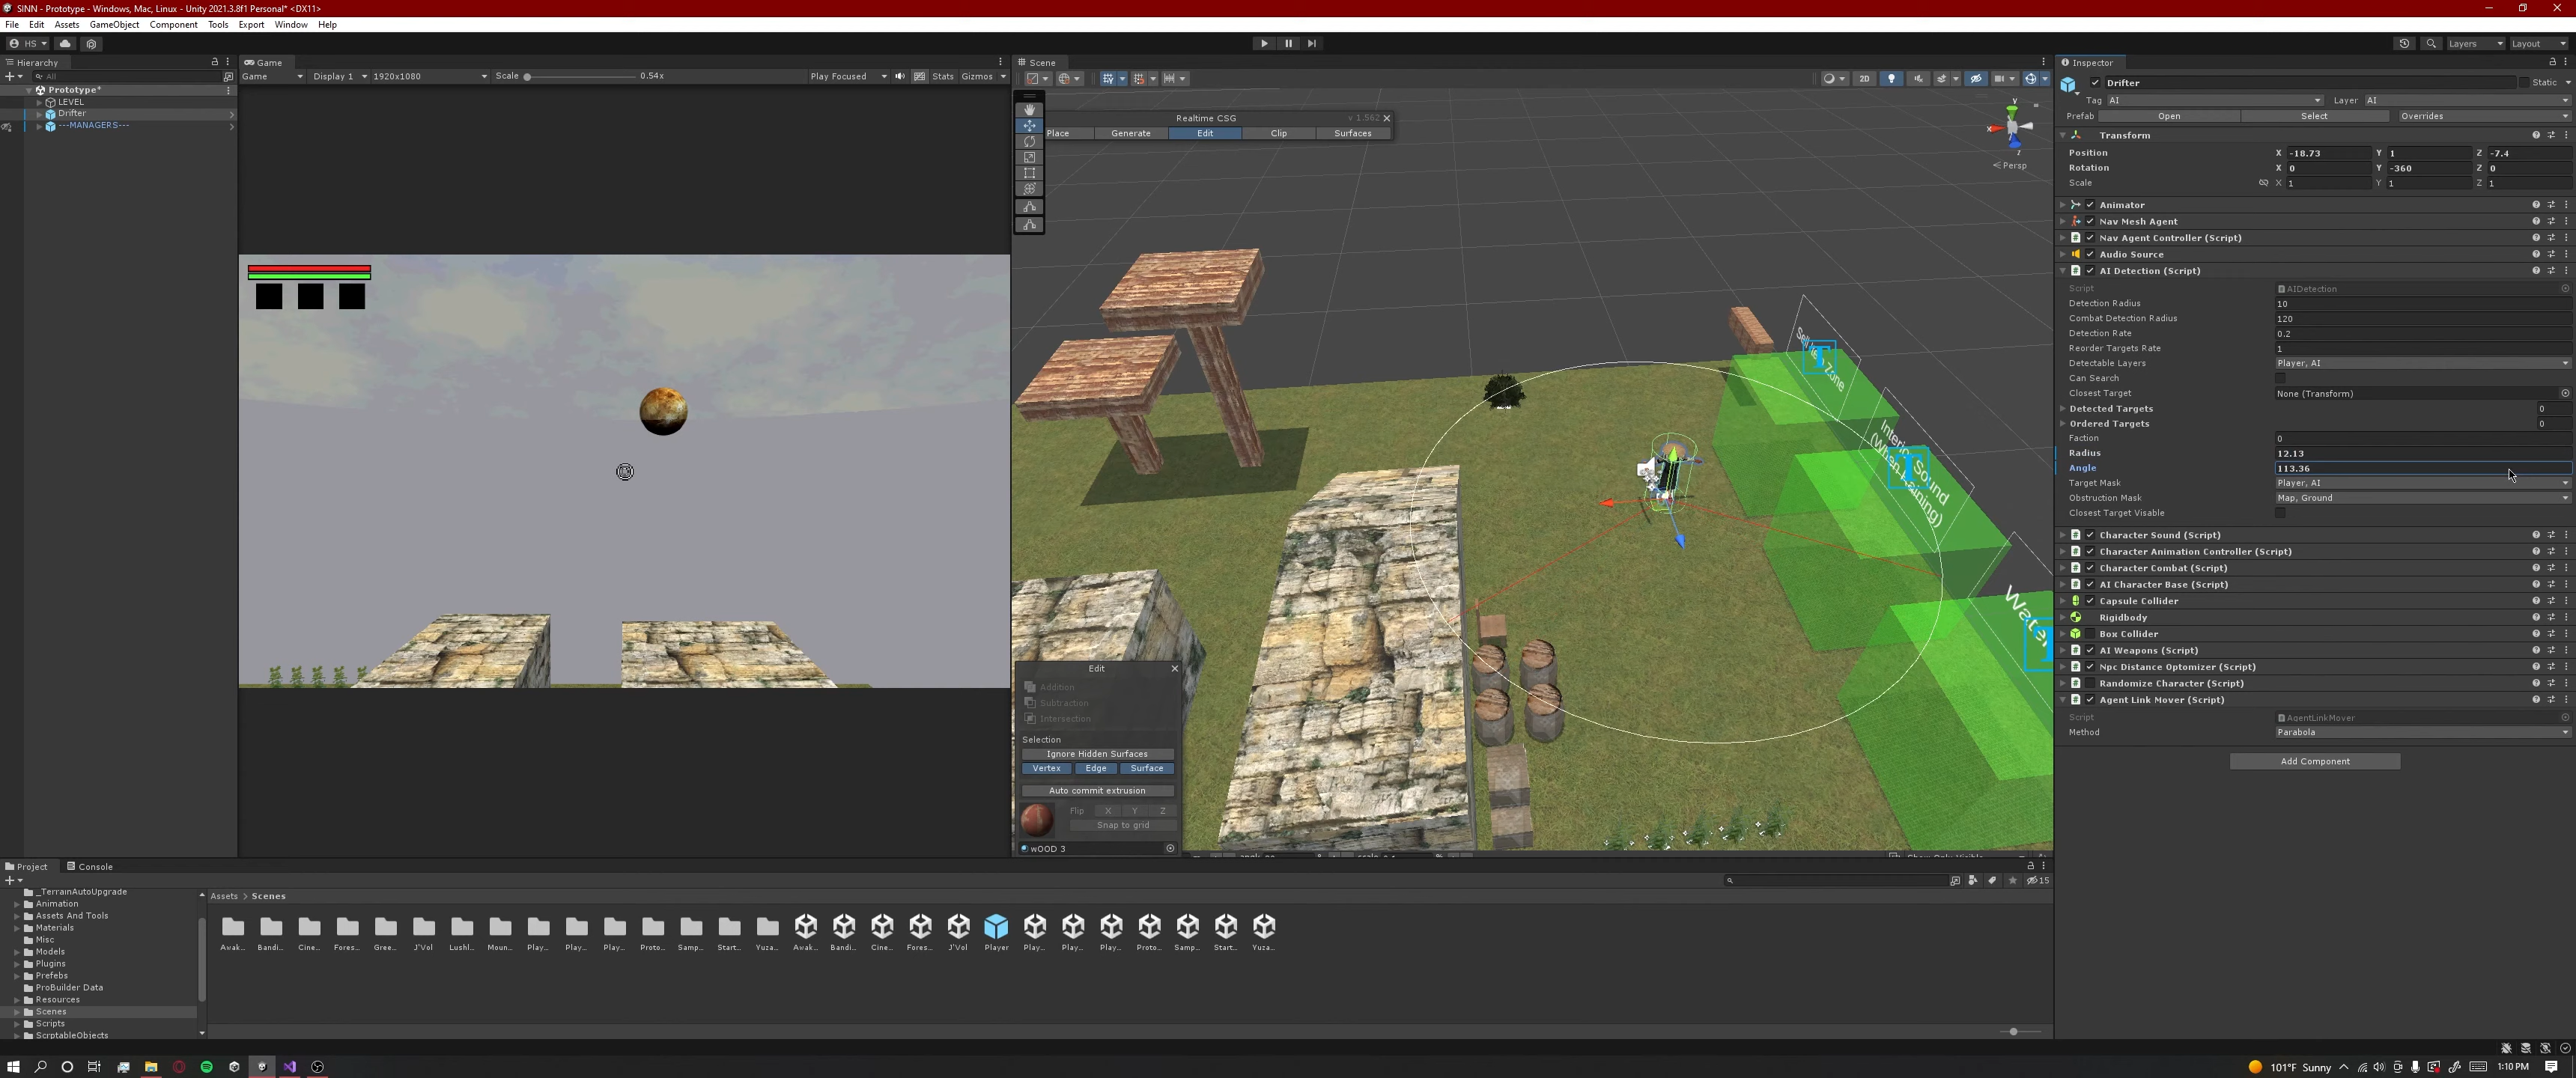 SINN - Prototype - Windows, Mac, Linux - Unity 2021.3.8f1 Personal* <DX11>
File Edit Assets GameObject Component Tools Export Window Help
HS
Layers
Layout
Hierarchy
All
Prototype*
LEVEL
Drifter
---MANAGERS---
Game
Game Display 1 1920x1080 Scale 0.54x Play Focused Stats Gizmos
Scene
2D
Realtime CSG v 1.562
Place Generate Edit Clip Surfaces
y
x
Persp
Interior Sound
(When Raining)
Edit
Addition
Subtraction
Intersection
Selection
Ignore Hidden Surfaces
Vertex Edge Surface
Auto commit extrusion
Flip X Y Z
Snap to grid
wOOD 3
Inspector
Drifter Static
Tag AI Layer AI
Prefab Open Select Overrides
Transform
Position X -18.73 Y 1 Z -7.4
Rotation X 0 Y -360 Z 0
Scale X 1 Y 1 Z 1
Animator
Nav Mesh Agent
Nav Agent Controller (Script)
Audio Source
AI Detection (Script)
Script AIDetection
Detection Radius 10
Combat Detection Radius 120
Detection Rate 0.2
Reorder Targets Rate 1
Detectable Layers Player, AI
Can Search
Closest Target None (Transform)
Detected Targets 0
Ordered Targets 0
Faction 0
Radius 12.13
Angle 113.36
Target Mask Player, AI
Obstruction Mask Map, Ground
Closest Target Visible
Character Sound (Script)
Character Animation Controller (Script)
Character Combat (Script)
AI Character Base (Script)
Capsule Collider
Rigidbody
Box Collider
AI Weapons (Script)
Npc Distance Optomizer (Script)
Randomize Character (Script)
Agent Link Mover (Script)
Script AgentLinkMover
Method Parabola
Add Component
Project Console
15
_TerrainAutoUpgrade
Animation
Assets And Tools
Materials
Misc
Models
Plugins
Prefebs
ProBuilder Data
Resources
Scenes
Scripts
ScrptableObjects
Assets > Scenes
Awak... Bandi... Cine... Fores... Gree... J'Vol Lushl... Moun... Play... Play... Play... Proto... Samp... Start... Yuza... Awak... Bandi... Cine... Fores... J'Vol Player Play... Play... Play... Proto... Samp... Start... Yuza...
101°F Sunny 1:10 PM